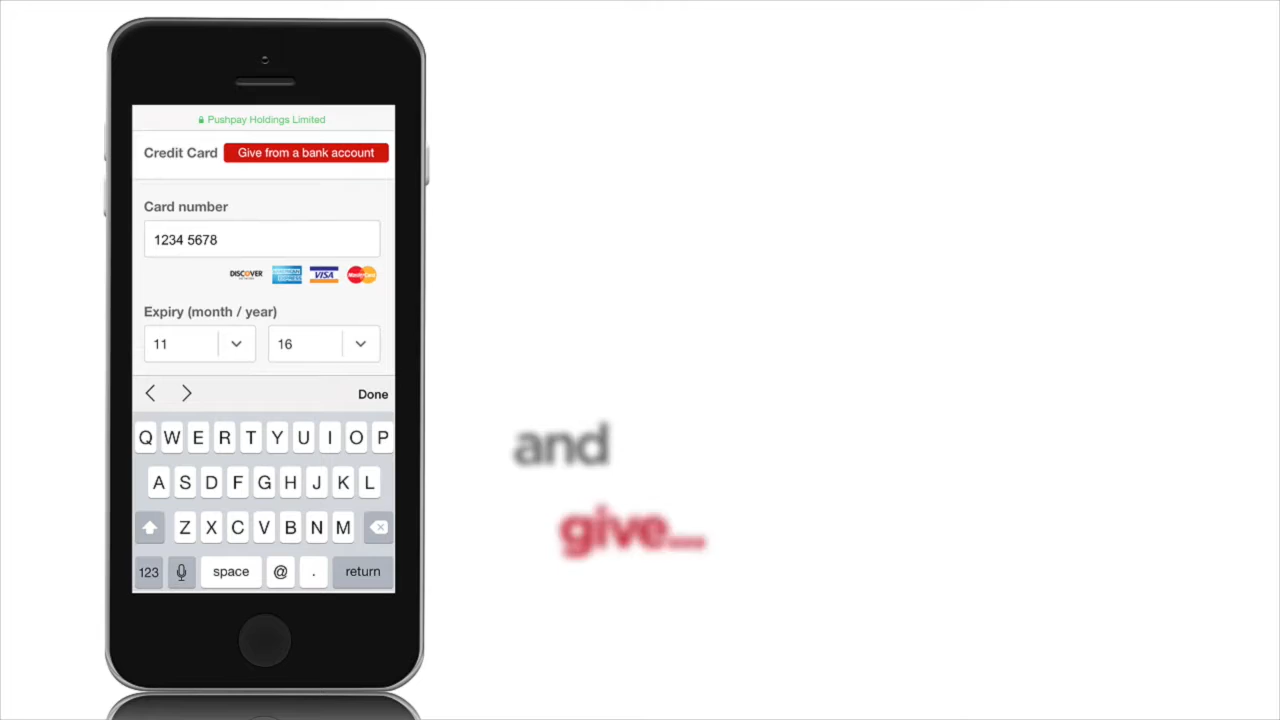 Pushpay Holdings Limited
Credit Card Give from a bank account
Card number
1234 5678
DISCOVER AMERICAN EXPRESS VISA MasterCard
Expiry (month / year)
11 16
Done
Q W E R T Y U I O P
A S D F G H J K L
Z X C V B N M
123 space @ . return
and
give...